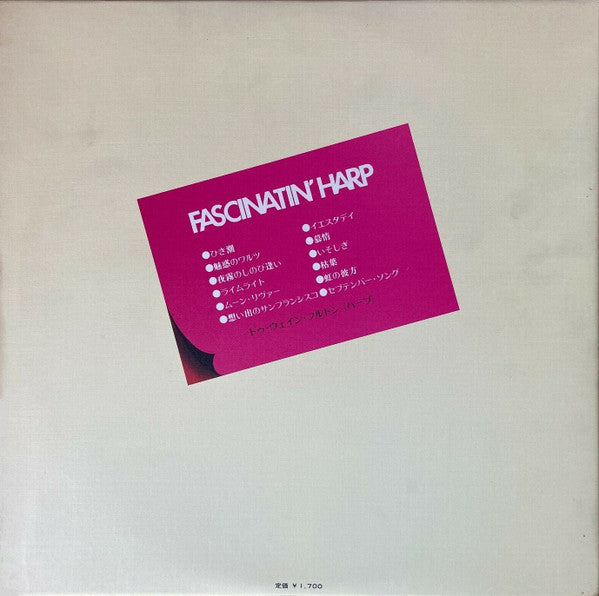 FASCINATIN' HARP
●ひき潮
●魅惑のワルツ
●夜霧のしのび逢い
●ライムライト
●ムーン・リヴァー
●想い出のサンフランシスコ
●イエスタデイ
●慕情
●いそしぎ
●枯葉
●虹の彼方
●セプテンバー・ソング
ドゥ・ウェイン・フルトン〈ハープ〉
定価 ¥1,700